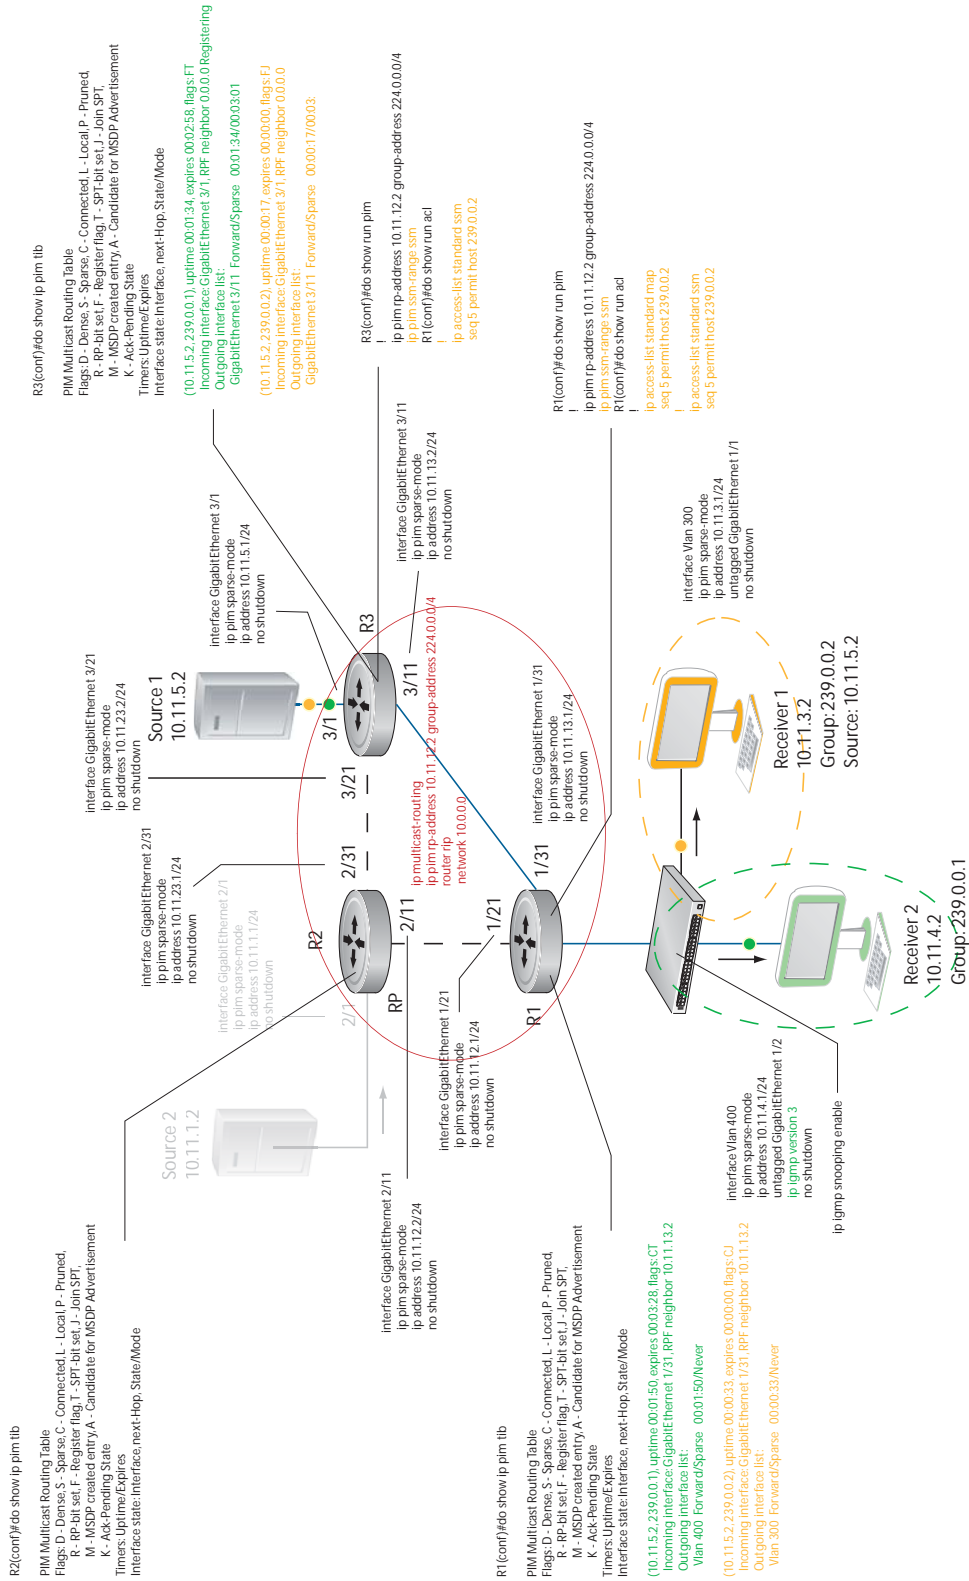 R2(conf)#do show ip pim tib
PIM Multicast Routing Table
Flags: D - Dense, S - Sparse, C - Connected, L - Local, P - Pruned,
R - RP-bit set, F - Register flag, T - SPT-bit set, J - Join SPT,
M - MSDP created entry, A - Candidate for MSDP Advertisement
K - Ack-Pending State
Timers: Uptime/Expires
Interface state: Interface, next-Hop, State/Mode
Source 2
10.11.1.2
interface GigabitEthernet 2/1
ip pim sparse-mode
ip address 10.11.1.1/24
no shutdown
2/1
interface GigabitEthernet 2/31
ip pim sparse-mode
ip address 10.11.23.1/24
no shutdown
interface GigabitEthernet 3/21
ip pim sparse-mode
ip address 10.11.23.2/24
no shutdown
Source 1
10.11.5.2
interface GigabitEthernet 3/1
ip pim sparse-mode
ip address 10.11.5.1/24
no shutdown
R3(conf)#do show ip pim tib
PIM Multicast Routing Table
Flags: D - Dense, S - Sparse, C - Connected, L - Local, P - Pruned,
R - RP-bit set, F - Register flag, T - SPT-bit set, J - Join SPT,
M - MSDP created entry, A - Candidate for MSDP Advertisement
K - Ack-Pending State
Timers: Uptime/Expires
Interface state: Interface, next-Hop, State/Mode
(10.11.5.2, 239.0.0.1), uptime 00:01:34, expires 00:02:58, flags: FT
Incoming interface: GigabitEthernet 3/1, RPF neighbor 0.0.0.0 Registering
Outgoing interface list:
GigabitEthernet 3/11 Forward/Sparse 00:01:34/00:03:01
(10.11.5.2, 239.0.0.2), uptime 00:00:17, expires 00:00:00, flags: FJ
Incoming interface: GigabitEthernet 3/1, RPF neighbor 0.0.0.0
Outgoing interface list:
GigabitEthernet 3/11 Forward/Sparse 00:00:17/00:03:
R2
2/31
3/21
3/1
R3
RP
2/11
3/11
interface GigabitEthernet 2/11
ip pim sparse-mode
ip address 10.11.12.2/24
no shutdown
ip multicast-routing
ip pim rp-address 10.11.12.2 group-address 224.0.0.0/4
router rip
network 10.0.0.0
interface GigabitEthernet 3/11
ip pim sparse-mode
ip address 10.11.13.2/24
no shutdown
R3(conf)#do show run pim
!
ip pim rp-address 10.11.12.2 group-address 224.0.0.0/4
ip pim ssm-range ssm
R1(conf)#do show run acl
!
ip access-list standard ssm
seq 5 permit host 239.0.0.2
interface GigabitEthernet 1/21
ip pim sparse-mode
ip address 10.11.12.1/24
no shutdown
1/21
R1
1/31
interface GigabitEthernet 1/31
ip pim sparse-mode
ip address 10.11.13.1/24
no shutdown
R1(conf)#do show run pim
!
ip pim rp-address 10.11.12.2 group-address 224.0.0.0/4
ip pim ssm-range ssm
R1(conf)#do show run acl
!
ip access-list standard map
seq 5 permit host 239.0.0.2
!
ip access-list standard ssm
seq 5 permit host 239.0.0.2
R1(conf)#do show ip pim tib
PIM Multicast Routing Table
Flags: D - Dense, S - Sparse, C - Connected, L - Local, P - Pruned,
R - RP-bit set, F - Register flag, T - SPT-bit set, J - Join SPT,
M - MSDP created entry, A - Candidate for MSDP Advertisement
K - Ack-Pending State
Timers: Uptime/Expires
Interface state: Interface, next-Hop, State/Mode
(10.11.5.2, 239.0.0.1), uptime 00:01:50, expires 00:03:28, flags: CT
Incoming interface: GigabitEthernet 1/31, RPF neighbor 10.11.13.2
Outgoing interface list:
Vlan 400 Forward/Sparse 00:01:50/Never
(10.11.5.2, 239.0.0.2), uptime 00:00:33, expires 00:00:00, flags: CJ
Incoming interface: GigabitEthernet 1/31, RPF neighbor 10.11.13.2
Outgoing interface list:
Vlan 300 Forward/Sparse 00:00:33/Never
interface Vlan 300
ip pim sparse-mode
ip address 10.11.3.1/24
untagged GigabitEthernet 1/1
no shutdown
Receiver 1
10.11.3.2
Group: 239.0.0.2
Source: 10.11.5.2
interface Vlan 400
ip pim sparse-mode
ip address 10.11.4.1/24
untagged GigabitEthernet 1/2
ip igmp version 3
no shutdown
ip igmp snooping enable
Receiver 2
10.11.4.2
Group: 239.0.0.1